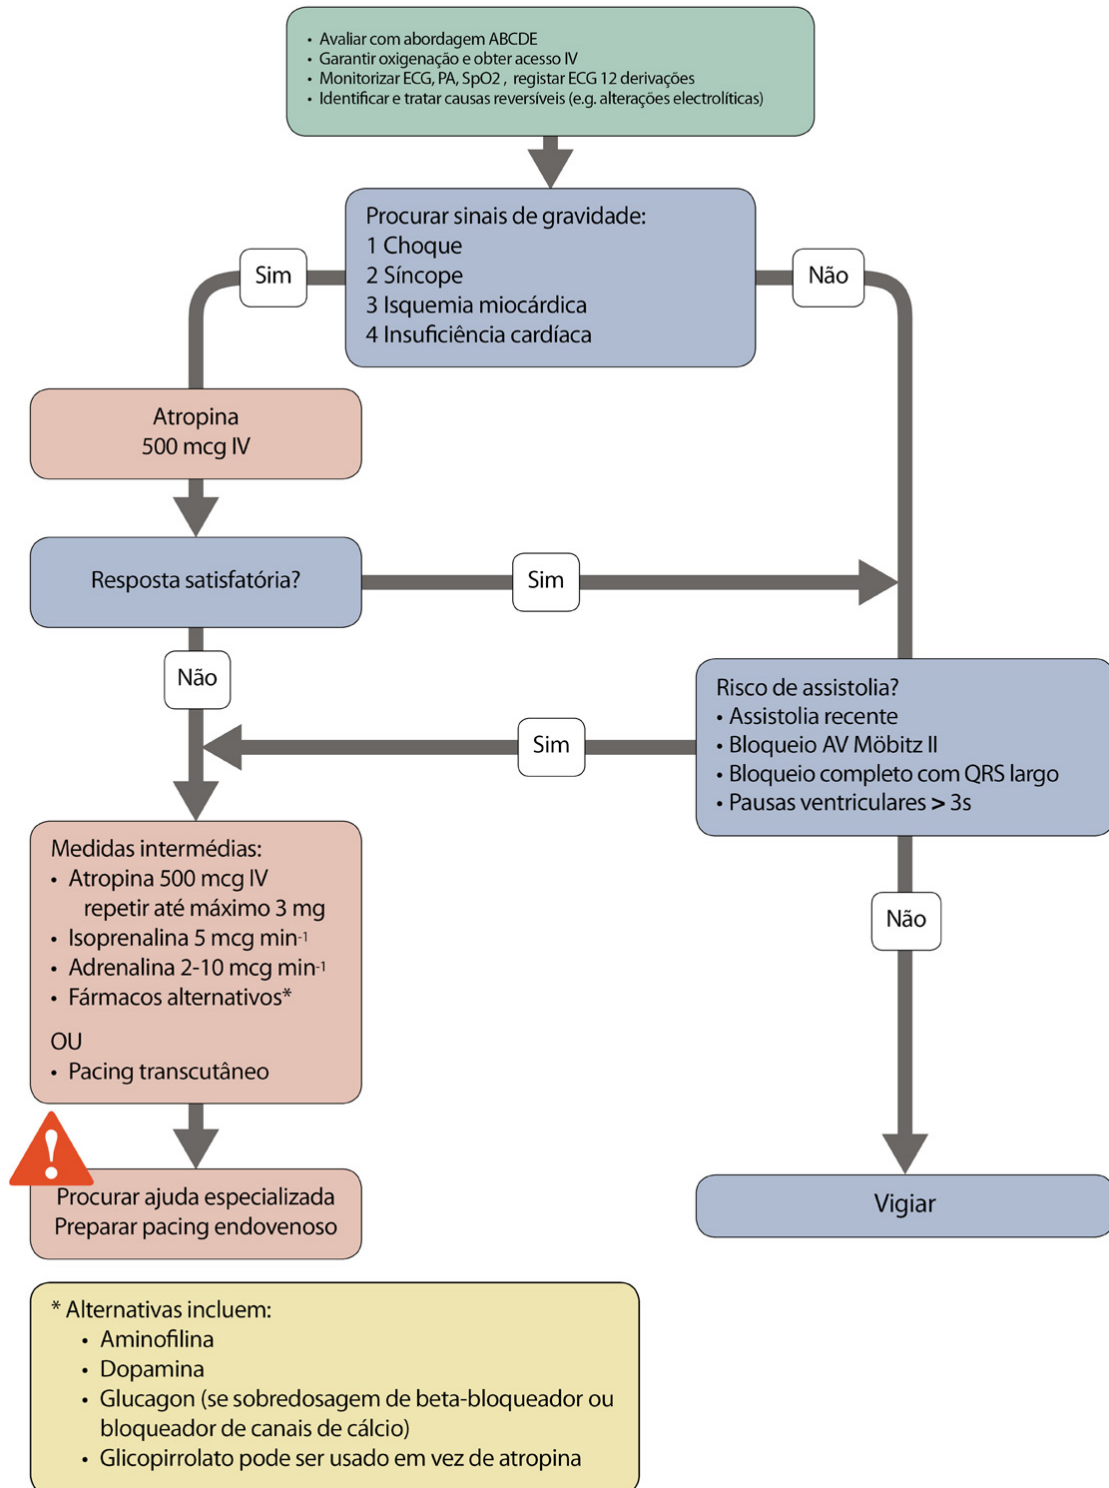 • Avaliar com abordagem ABCDE
• Garantir oxigenação e obter acesso IV
• Monitorizar ECG, PA, SpO2 , registar ECG 12 derivações
• Identificar e tratar causas reversíveis (e.g. alterações electrolíticas)
Procurar sinais de gravidade:
1 Choque
2 Síncope
3 Isquemia miocárdica
4 Insuficiência cardíaca
Sim
Não
Atropina
500 mcg IV
Resposta satisfatória?
Sim
Não
Risco de assistolia?
• Assistolia recente
• Bloqueio AV Möbitz II
• Bloqueio completo com QRS largo
• Pausas ventriculares > 3s
Sim
Não
Medidas intermédias:
• Atropina 500 mcg IV
repetir até máximo 3 mg
• Isoprenalina 5 mcg min-1
• Adrenalina 2-10 mcg min-1
• Fármacos alternativos*
OU
• Pacing transcutâneo
!
Procurar ajuda especializada
Preparar pacing endovenoso
Vigiar
* Alternativas incluem:
• Aminofilina
• Dopamina
• Glucagon (se sobredosagem de beta-bloqueador ou
bloqueador de canais de cálcio)
• Glicopirrolato pode ser usado em vez de atropina